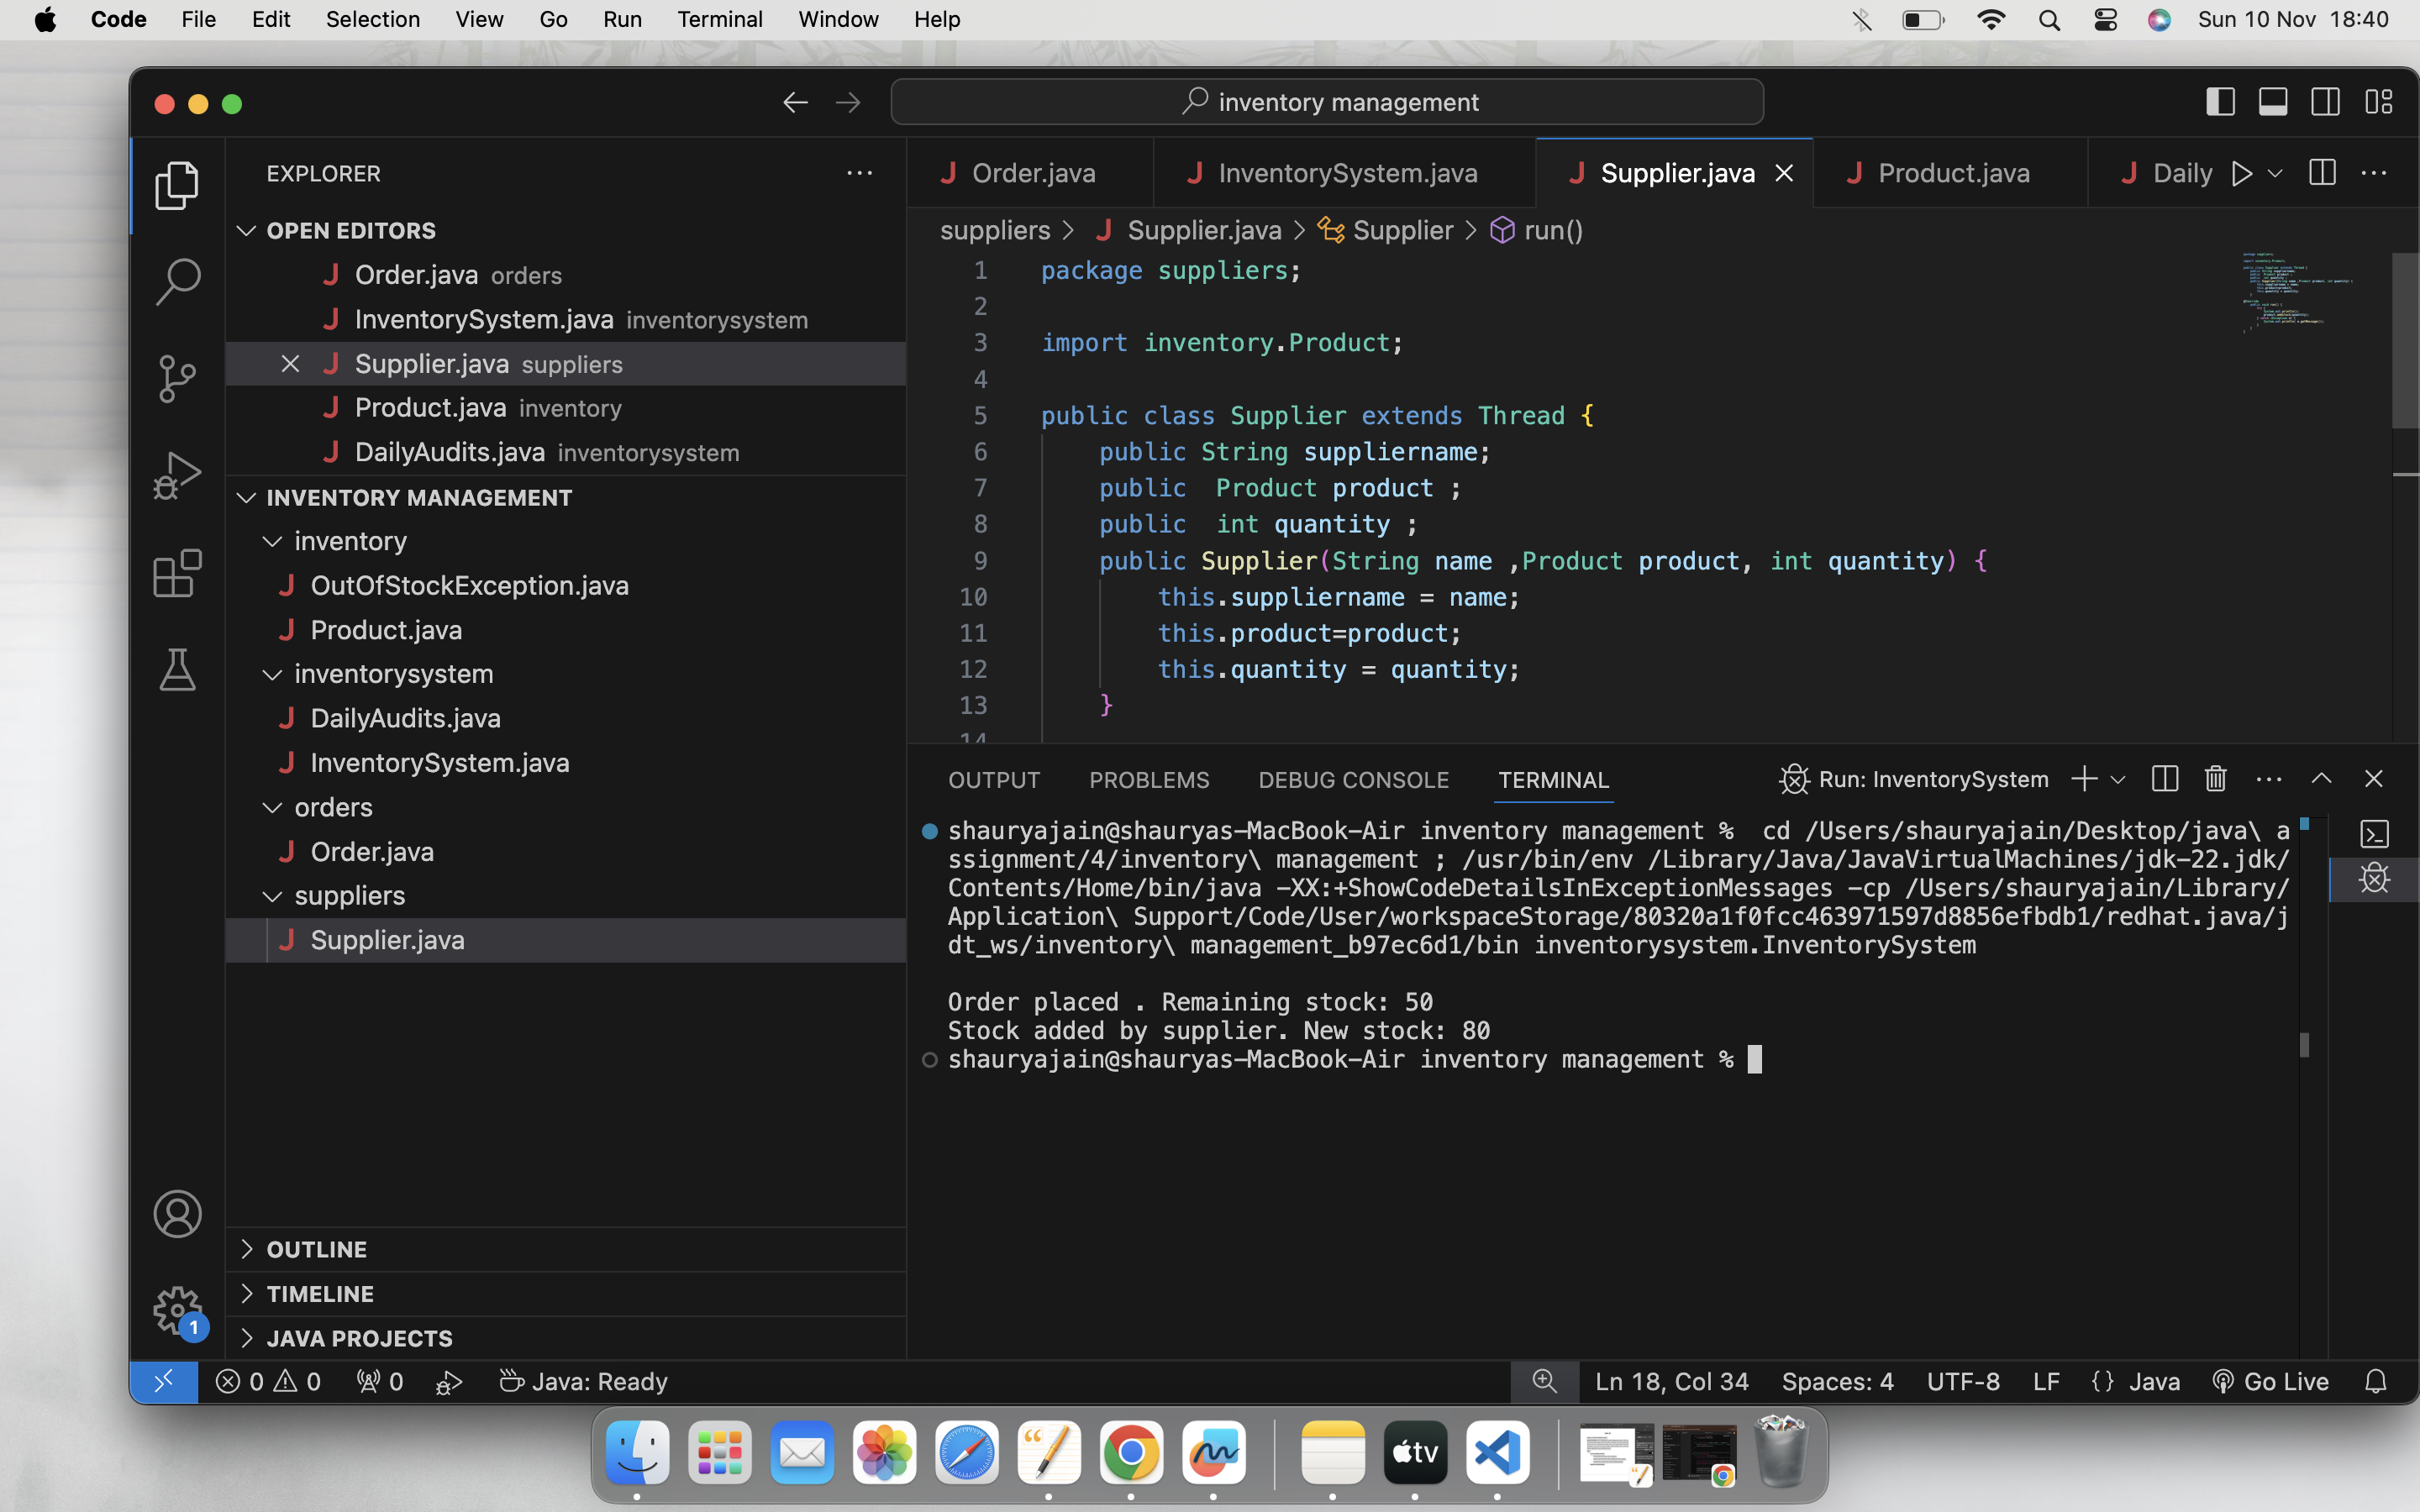 Code File Edit Selection View Go Run Terminal Window Help Sun 10 Nov 18:40
inventory management
EXPLORER
OPEN EDITORS
Order.java orders
InventorySystem.java inventorysystem
Supplier.java suppliers
Product.java inventory
DailyAudits.java inventorysystem
INVENTORY MANAGEMENT
inventory
OutOfStockException.java
Product.java
inventorysystem
DailyAudits.java
InventorySystem.java
orders
Order.java
suppliers
Supplier.java
OUTLINE
TIMELINE
JAVA PROJECTS
Order.java InventorySystem.java Supplier.java Product.java Daily
suppliers > Supplier.java > Supplier > run()
1 package suppliers;
2
3 import inventory.Product;
4
5 public class Supplier extends Thread {
6 public String suppliername;
7 public  Product product ;
8 public  int quantity ;
9 public Supplier(String name ,Product product, int quantity) {
10 this.suppliername = name;
11 this.product=product;
12 this.quantity = quantity;
13 }
14
OUTPUT PROBLEMS DEBUG CONSOLE TERMINAL Run: InventorySystem
shauryajain@shauryas-MacBook-Air inventory management %  cd /Users/shauryajain/Desktop/java\ a
ssignment/4/inventory\ management ; /usr/bin/env /Library/Java/JavaVirtualMachines/jdk-22.jdk/
Contents/Home/bin/java -XX:+ShowCodeDetailsInExceptionMessages -cp /Users/shauryajain/Library/
Application\ Support/Code/User/workspaceStorage/80320a1f0fcc463971597d8856efbdb1/redhat.java/j
dt_ws/inventory\ management_b97ec6d1/bin inventorysystem.InventorySystem
Order placed . Remaining stock: 50
Stock added by supplier. New stock: 80
shauryajain@shauryas-MacBook-Air inventory management %
1
0 0 0 Java: Ready Ln 18, Col 34 Spaces: 4 UTF-8 LF {} Java Go Live
tv